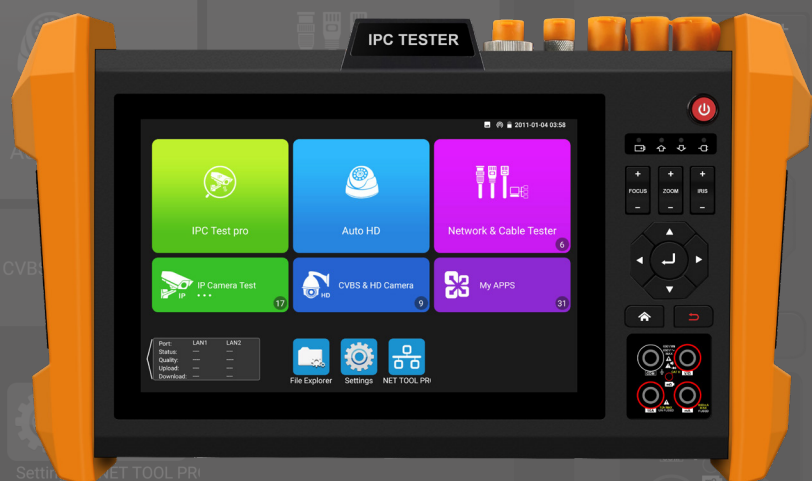 IPC TESTER
2011-01-04 03:58
IPC Test pro
Auto HD
Network & Cable Tester
6
IP
IP Camera Test
17
HD
CVBS & HD Camera
9
My APPS
31
Port: LAN1 LAN2
Status: — —
Quality: — —
Upload: — —
Download: — —
File Explorer
Settings
NET TOOL PR
+ + +
FOCUS ZOOM IRIS
− − −
CVBS
NET TOOL PR